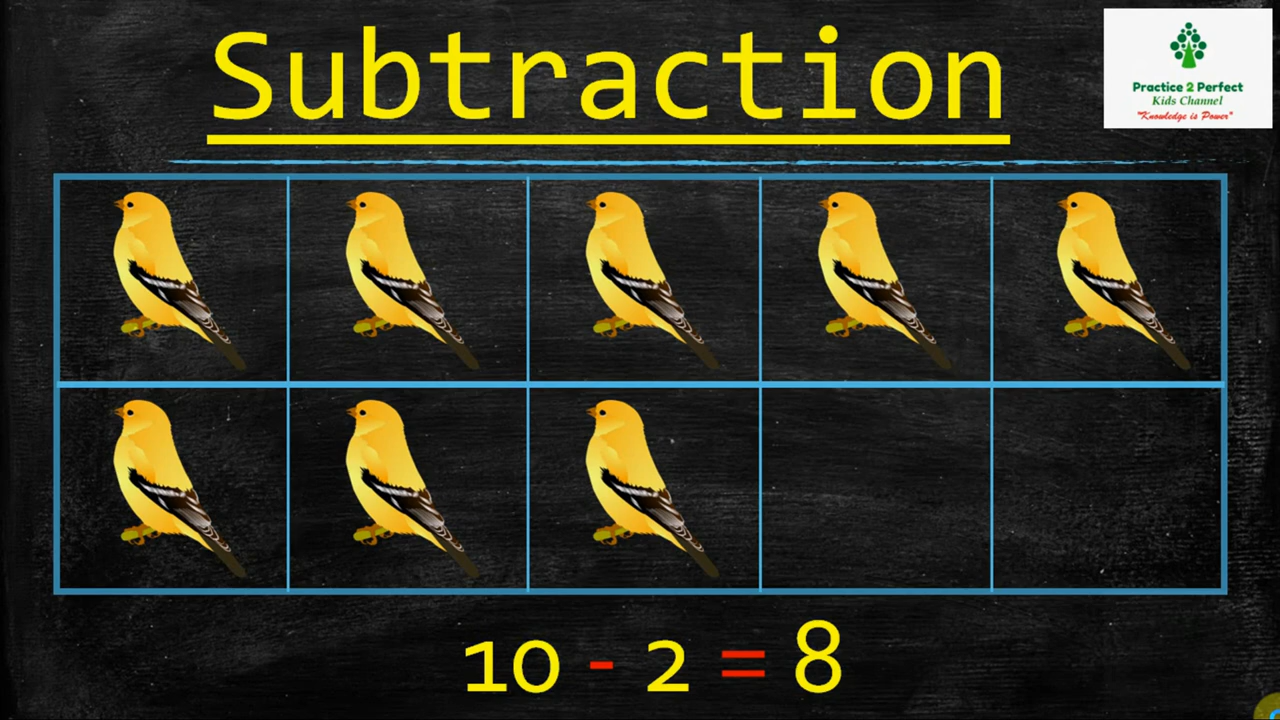 Subtraction
Practice 2 Perfect
Kids Channel
"Knowledge is Power"
10 - 2 = 8